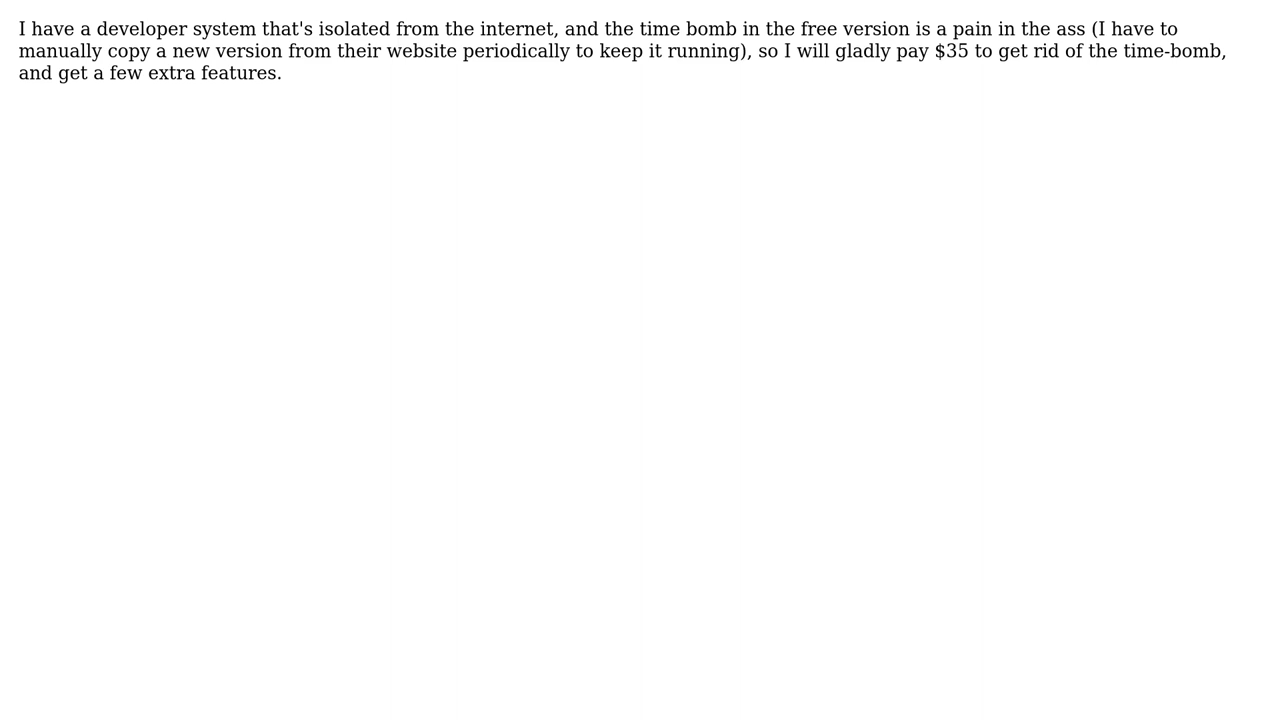 I have a developer system that's isolated from the internet, and the time bomb in the free version is a pain in the ass (I have to
manually copy a new version from their website periodically to keep it running), so I will gladly pay $35 to get rid of the time-bomb,
and get a few extra features.